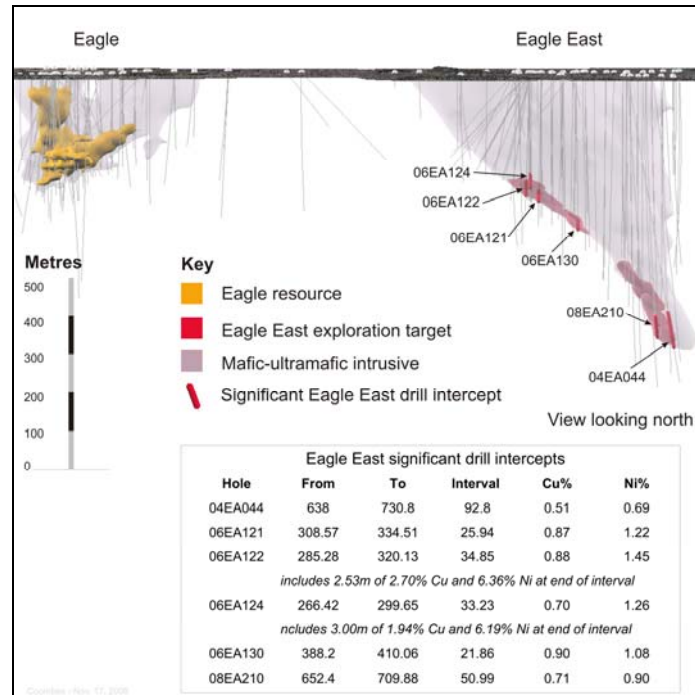 Eagle
Eagle East
06EA124
06EA122
06EA121
06EA130
08EA210
04EA044
Metres
500
400
300
200
100
0
Key
Eagle resource
Eagle East exploration target
Mafic-ultramafic intrusive
Significant Eagle East drill intercept
View looking north
Eagle East significant drill intercepts
Hole From To Interval Cu% Ni%
04EA044 638 730.8 92.8 0.51 0.69
06EA121 308.57 334.51 25.94 0.87 1.22
06EA122 285.28 320.13 34.85 0.88 1.45
includes 2.53m of 2.70% Cu and 6.36% Ni at end of interval
06EA124 266.42 299.65 33.23 0.70 1.26
ncludes 3.00m of 1.94% Cu and 6.19% Ni at end of interval
06EA130 388.2 410.06 21.86 0.90 1.08
08EA210 652.4 709.88 50.99 0.71 0.90
Coombes - Nov 17, 2008